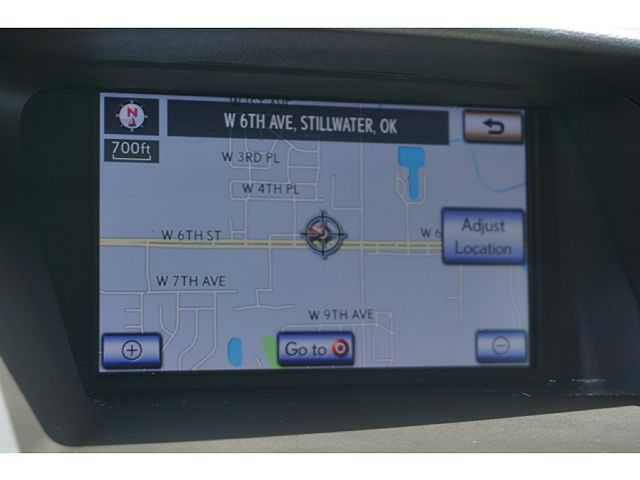 N
W 6TH AVE, STILLWATER, OK
700ft
W 3RD PL
W 4TH PL
W 6TH ST
W 6
Adjust
Location
W 7TH AVE
W 9TH AVE
Go to